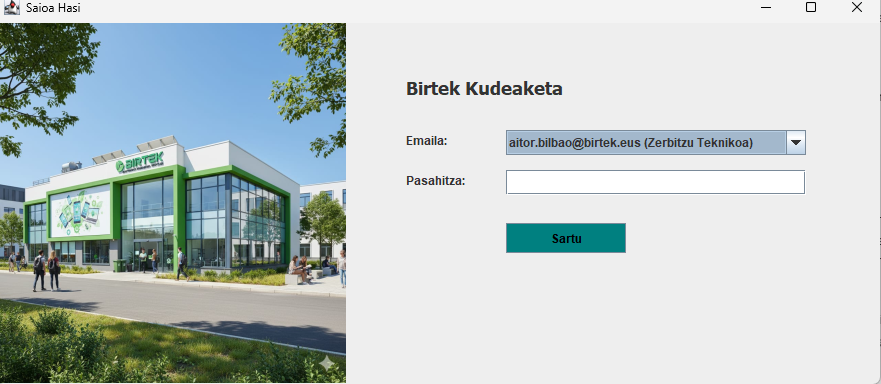 Saioa Hasi
BIRTEK
Birtek Kudeaketa
Emaila:
aitor.bilbao@birtek.eus (Zerbitzu Teknikoa)
Pasahitza:
Sartu